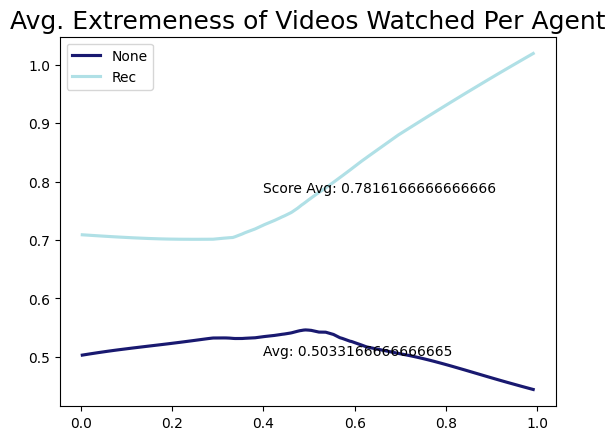 Avg. Extremeness of Videos Watched Per Agent
None
Rec
1.0
0.9
0.8
Score Avg: 0.7816166666666666
0.7
0.6
0.5
Avg: 0.5033166666666665
0.0 0.2 0.4 0.6 0.8 1.0